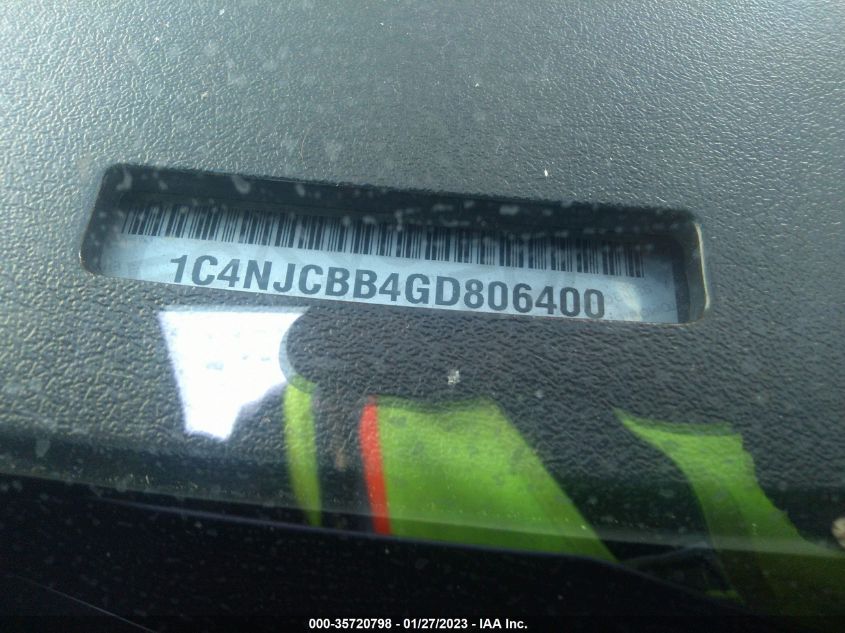 1C4NJCBB4GD806400
000-35720798 - 01/27/2023 - IAA Inc.